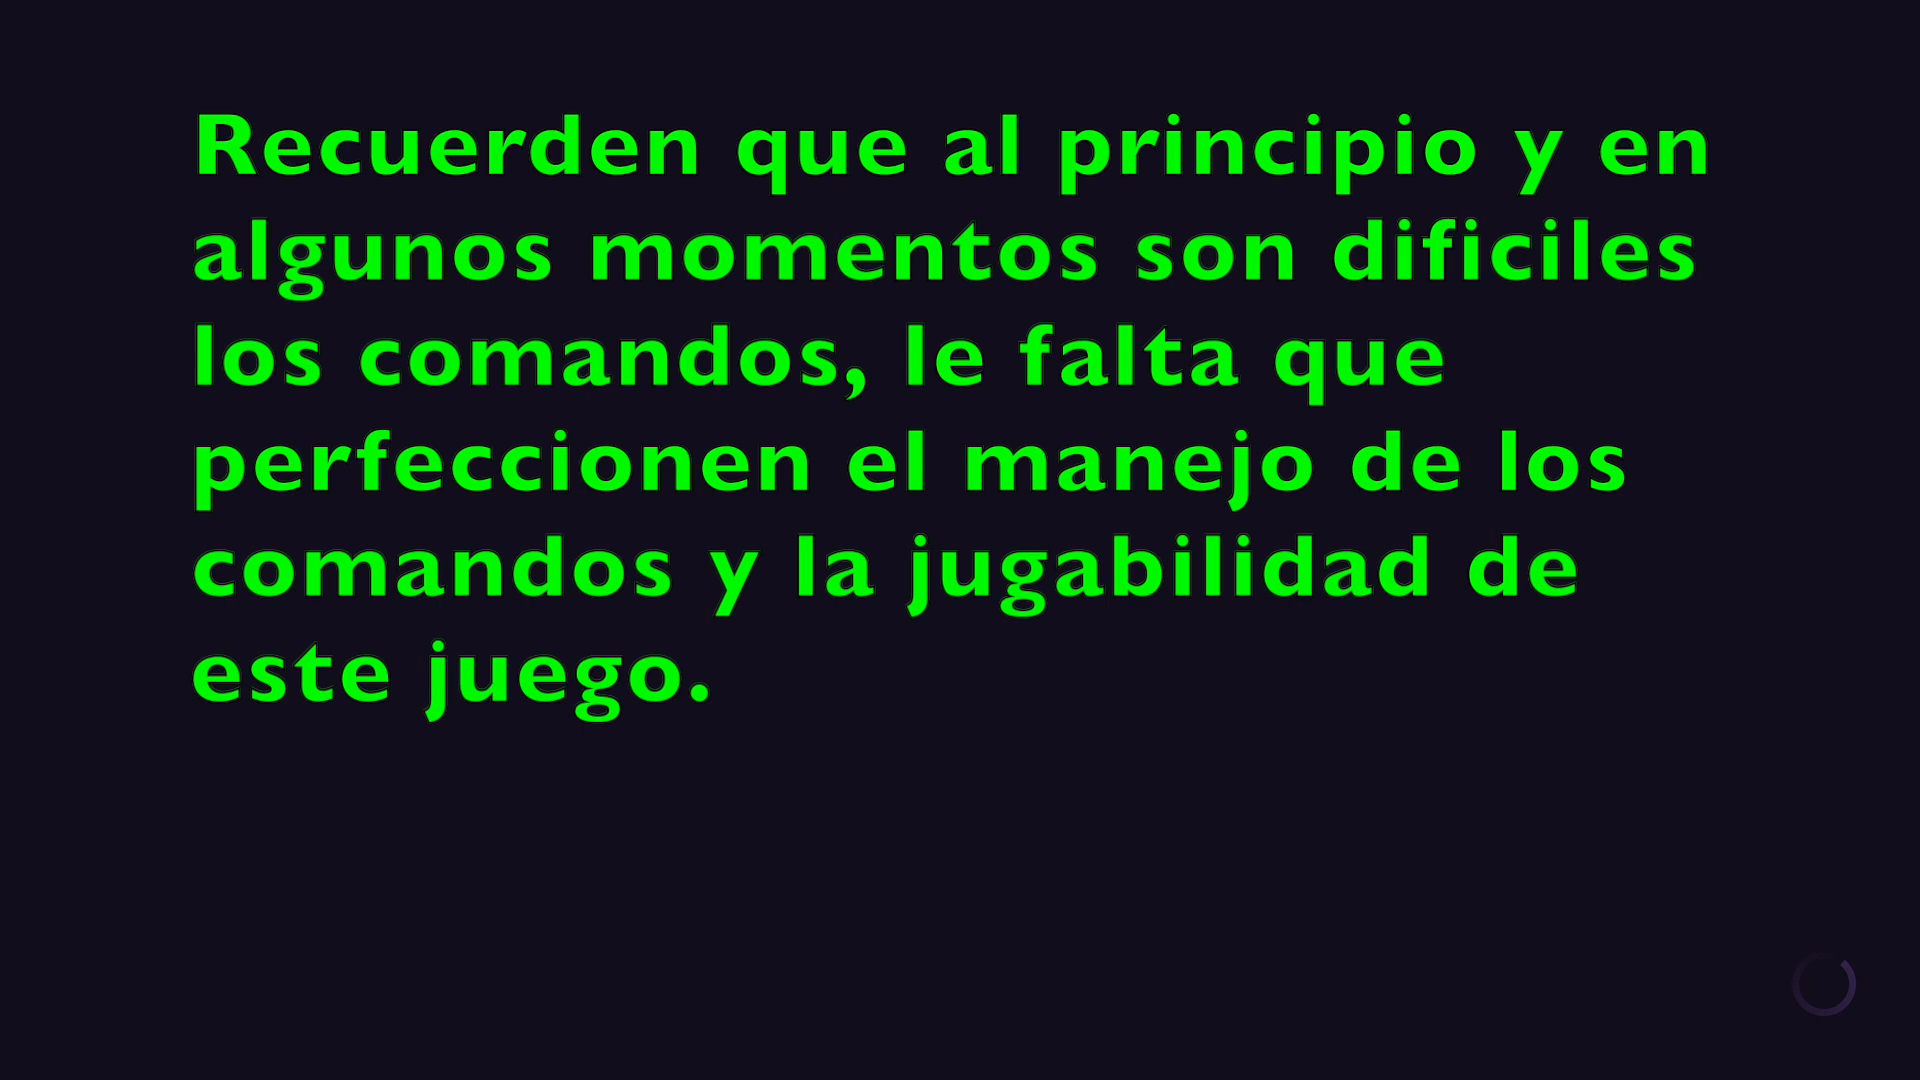 Recuerden que al principio y en
algunos momentos son dificiles
los comandos, le falta que
perfeccionen el manejo de los
comandos y la jugabilidad de
este juego.